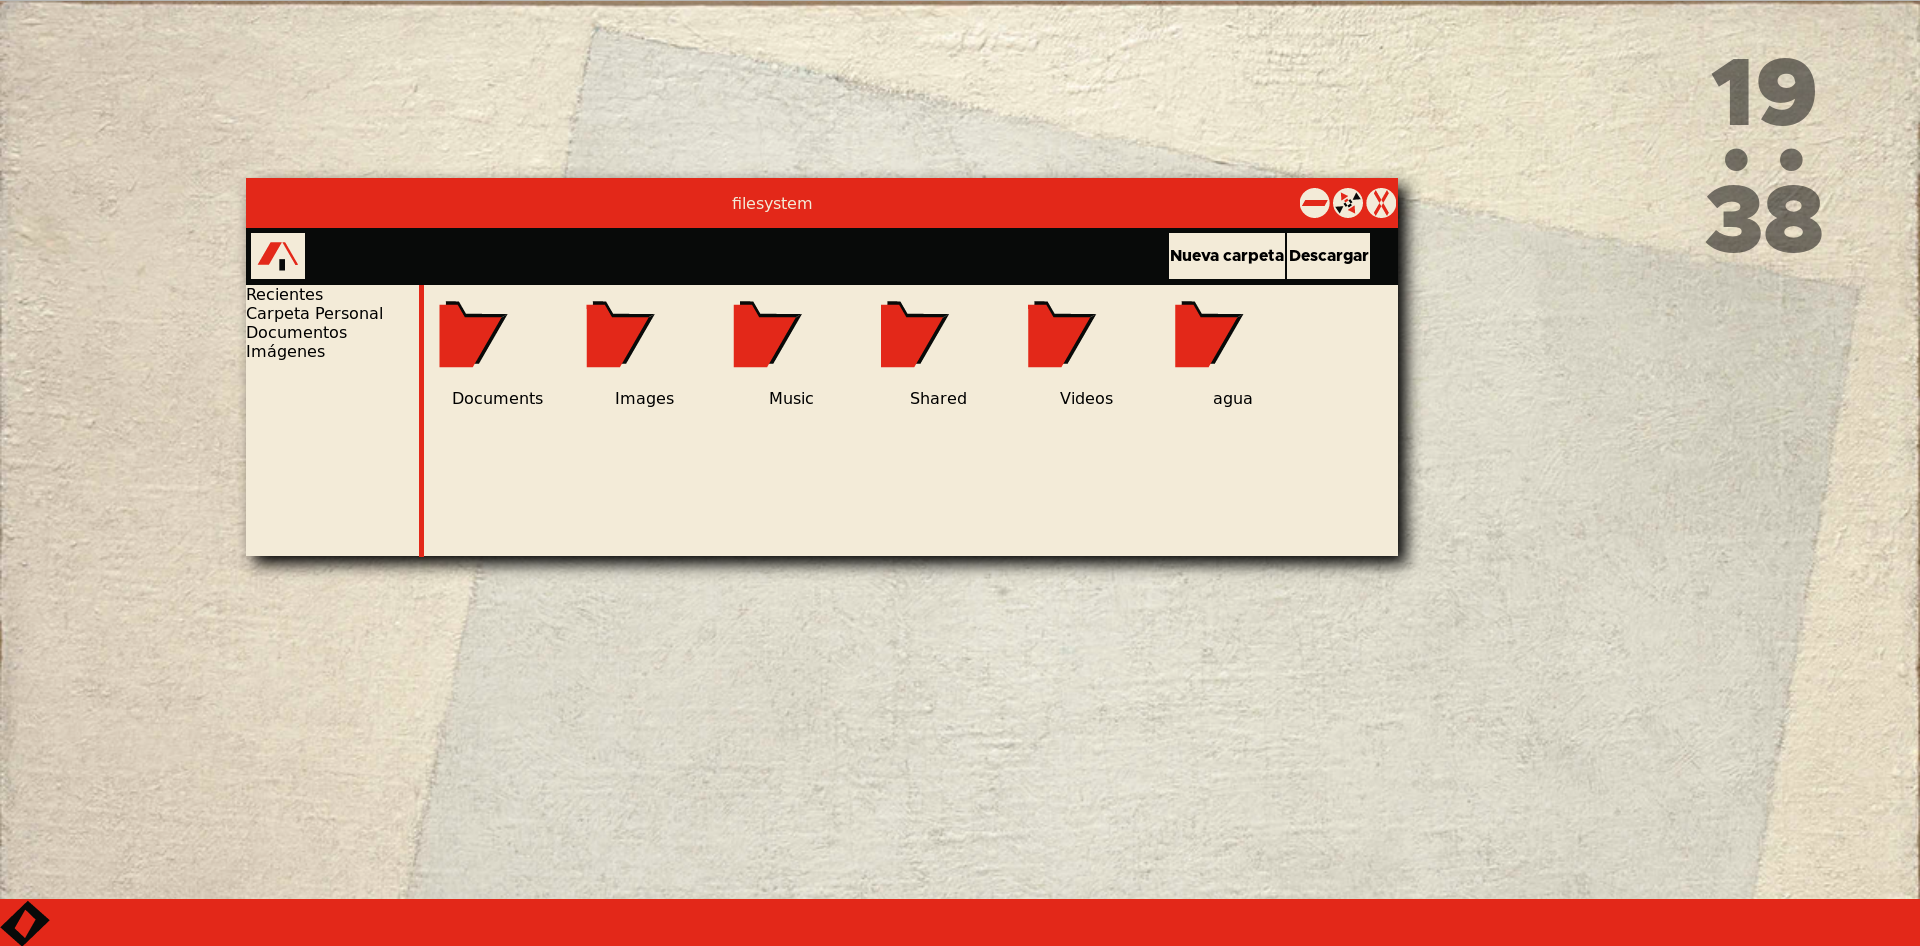 19
38
filesystem
Nueva carpeta Descargar
Recientes
Carpeta Personal
Documentos
Imágenes
Documents Images Music Shared Videos agua